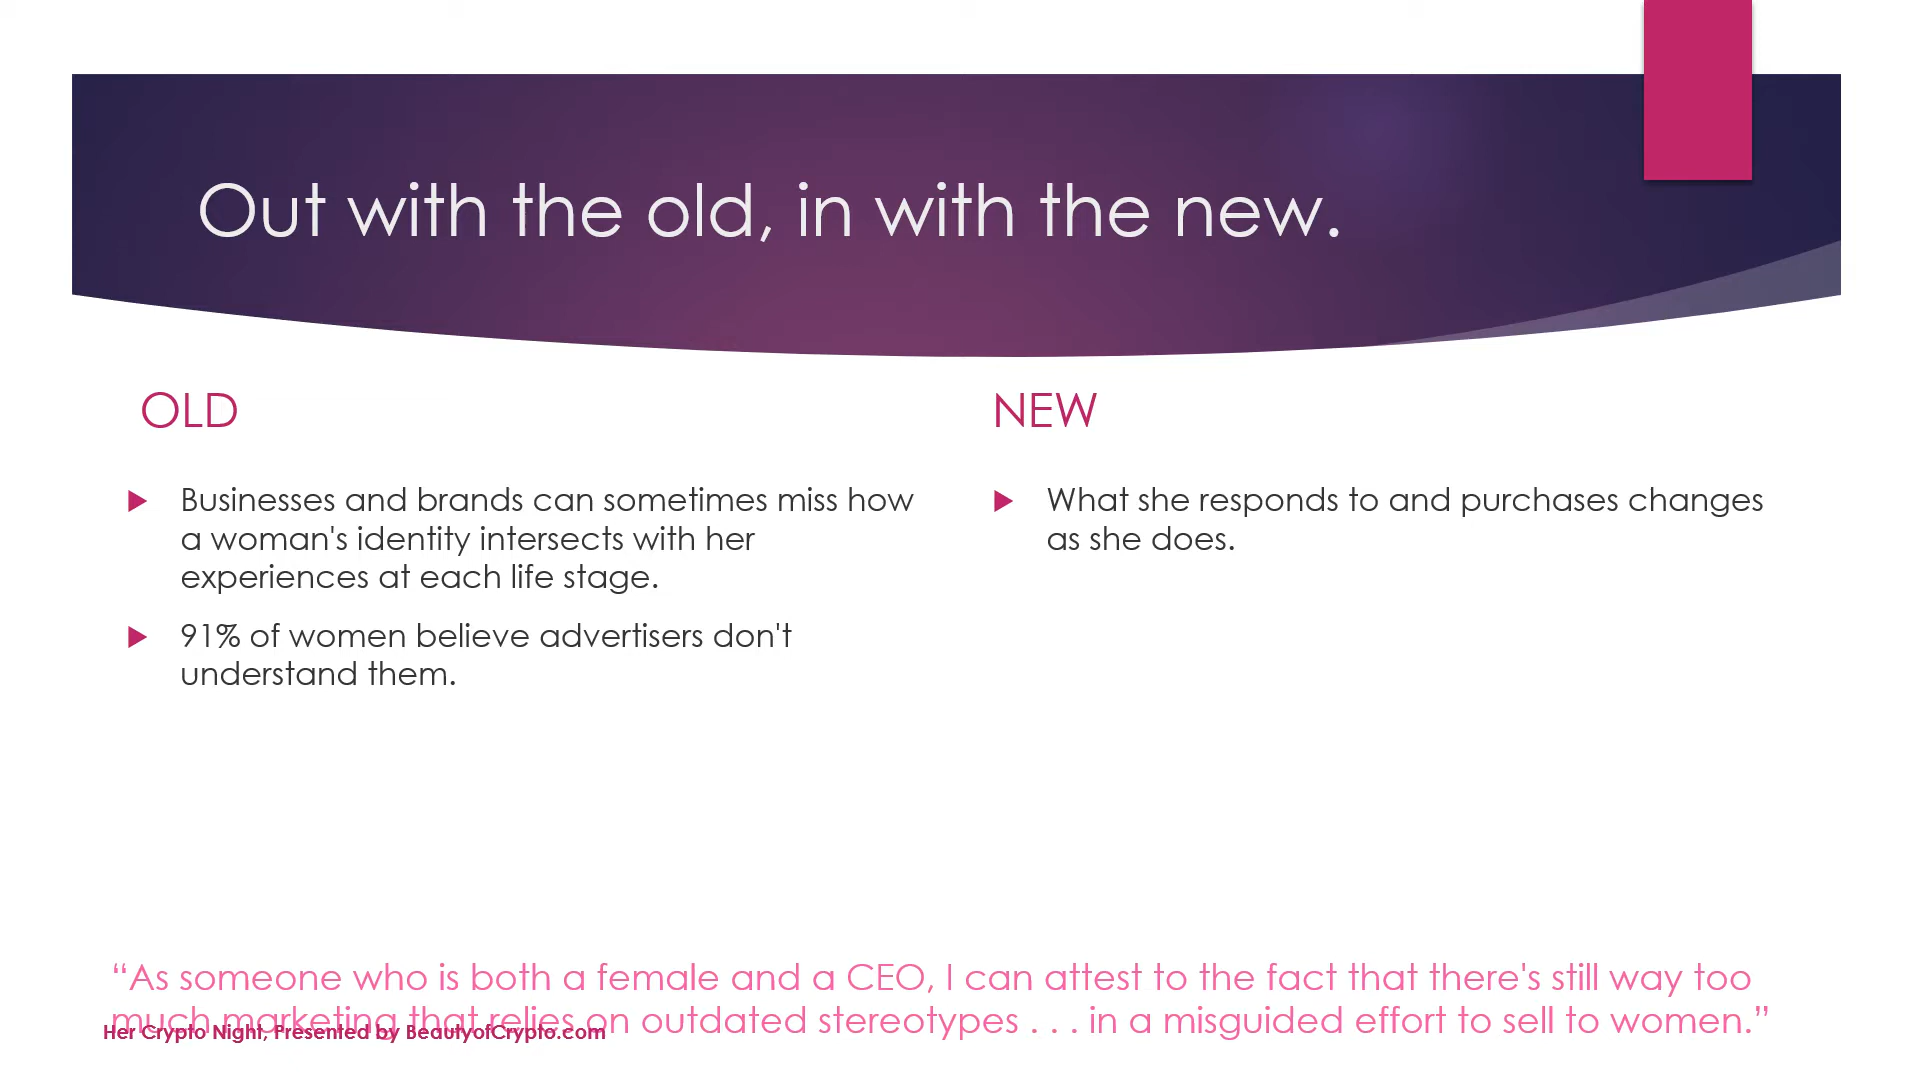 Out with the old, in with the new.
OLD
Businesses and brands can sometimes miss how
a woman's identity intersects with her
experiences at each life stage.
91% of women believe advertisers don't
understand them.
NEW
What she responds to and purchases changes
as she does.
“As someone who is both a female and a CEO, I can attest to the fact that there's still way too
much marketing that relies on outdated stereotypes . . . in a misguided effort to sell to women.”
Her Crypto Night, Presented by BeautyofCrypto.com